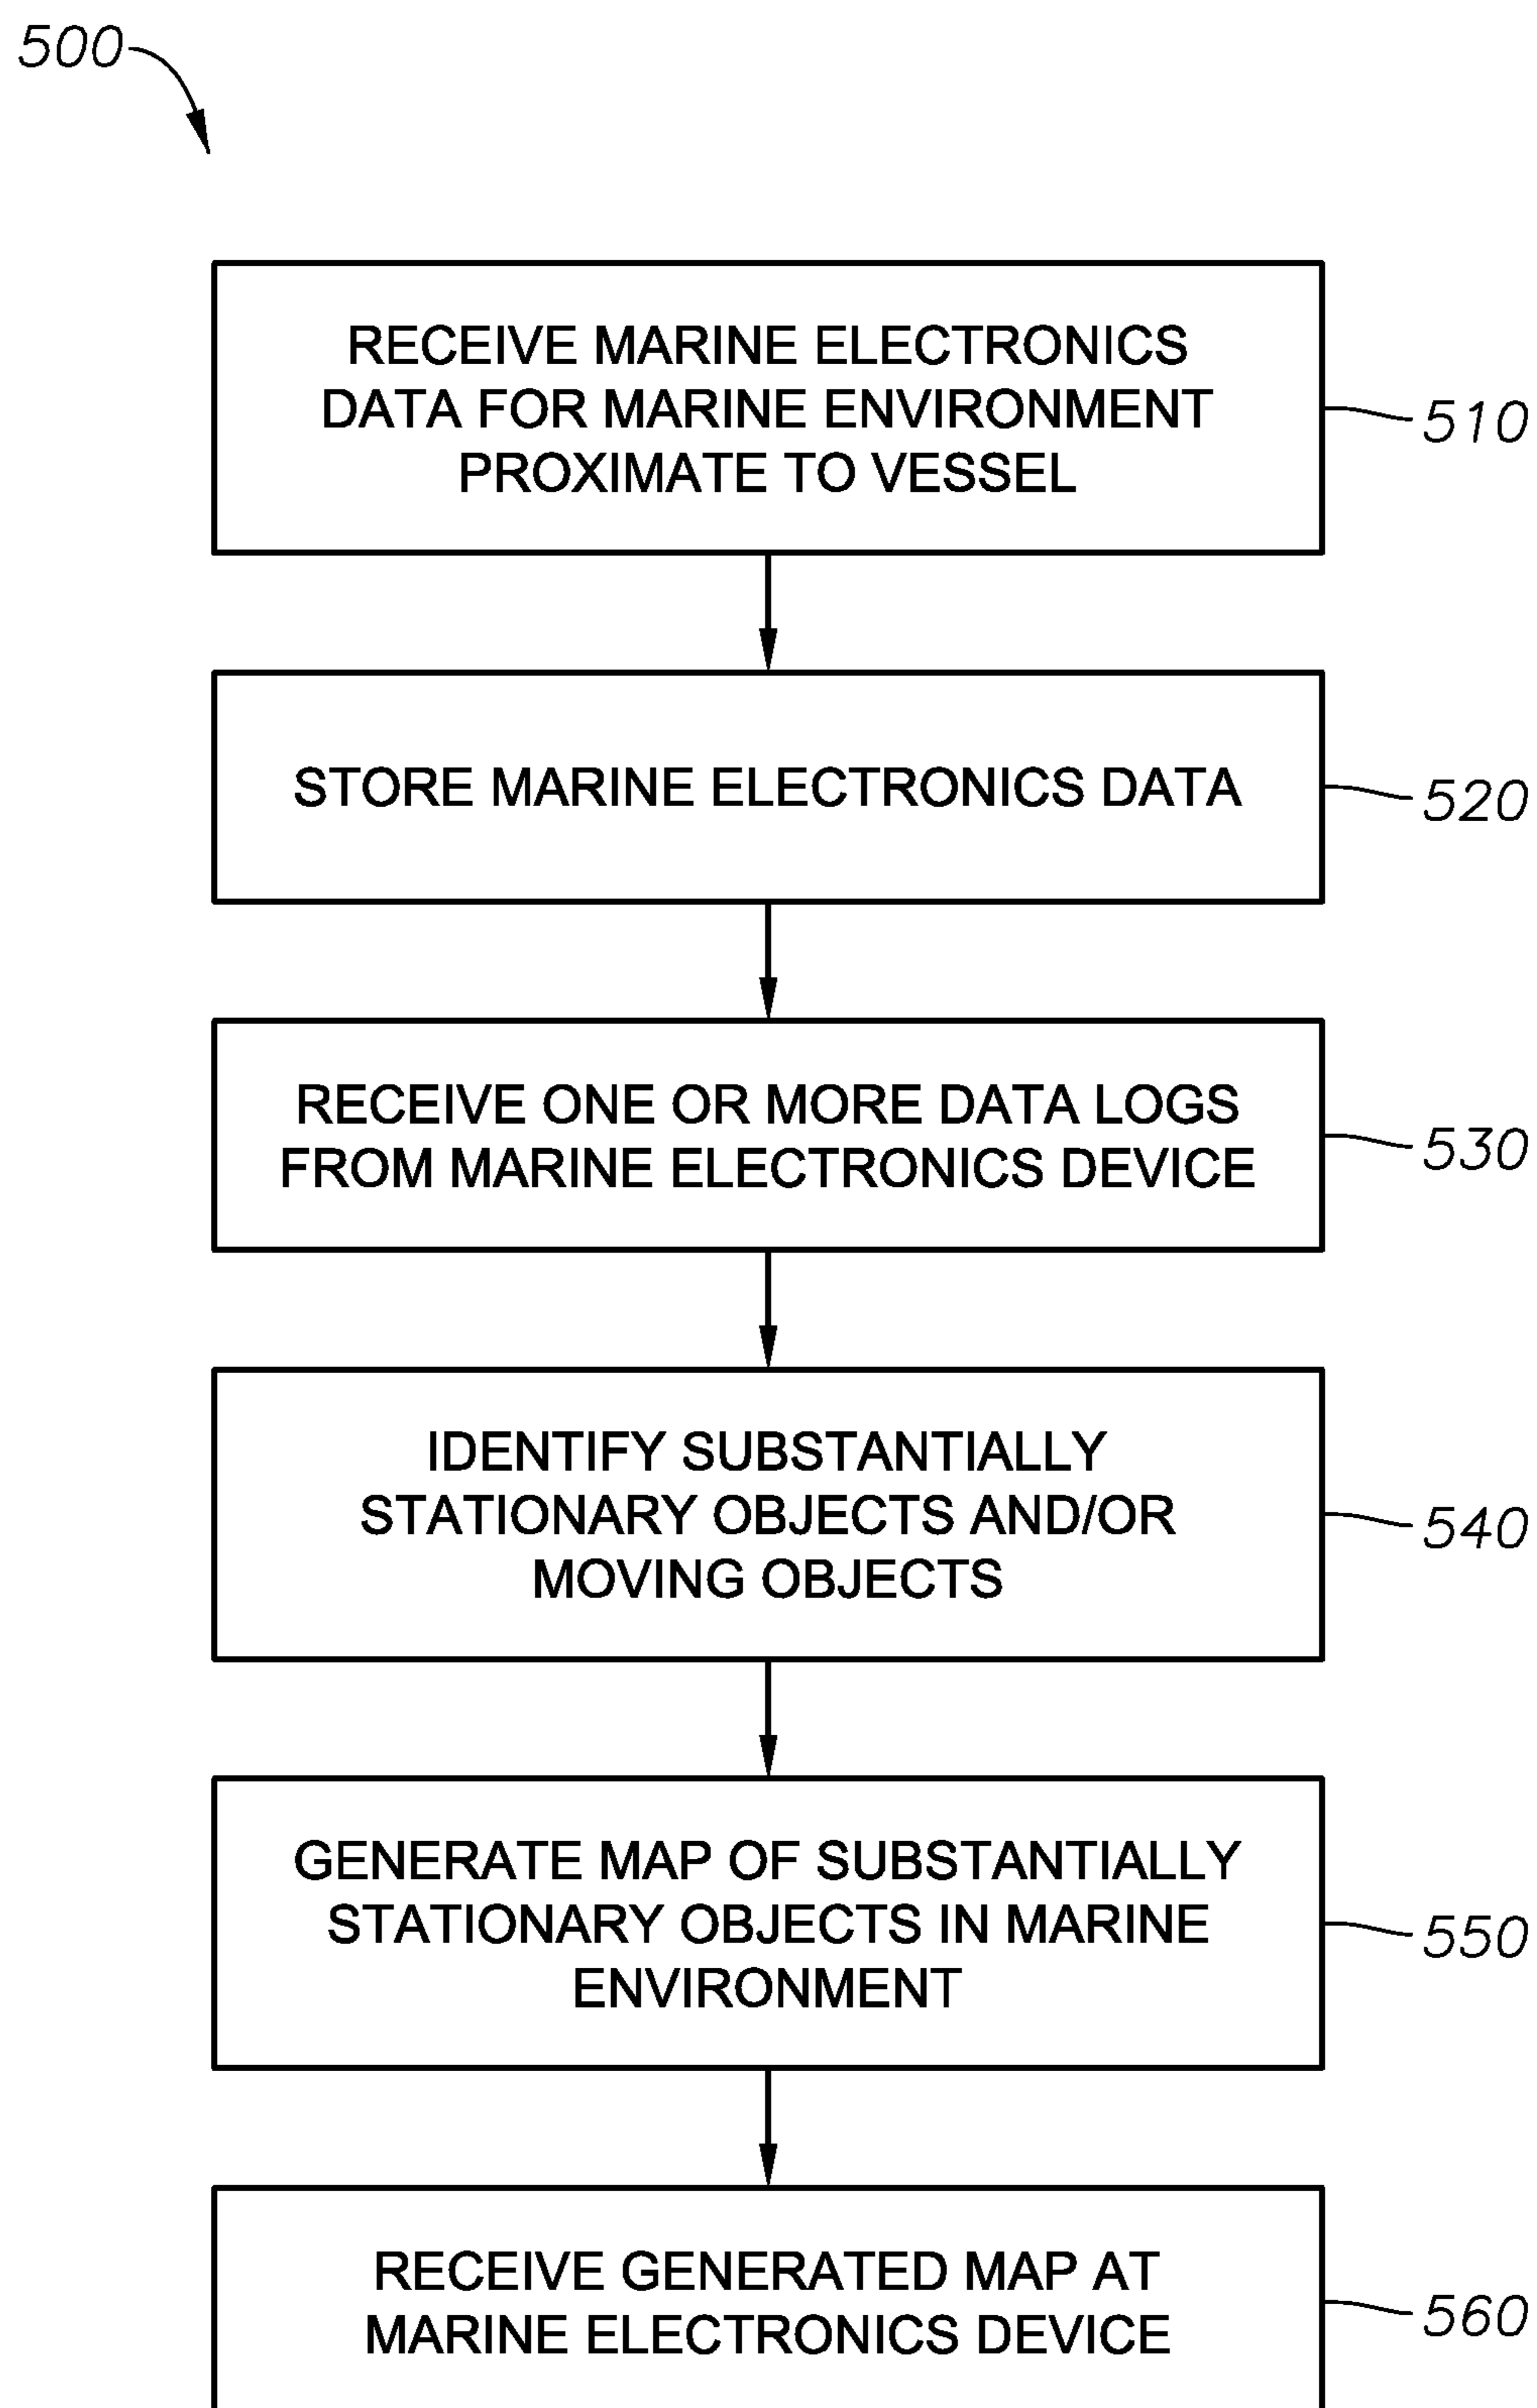 500
RECEIVE MARINE ELECTRONICS
DATA FOR MARINE ENVIRONMENT
PROXIMATE TO VESSEL
510
STORE MARINE ELECTRONICS DATA
520
RECEIVE ONE OR MORE DATA LOGS
FROM MARINE ELECTRONICS DEVICE
530
IDENTIFY SUBSTANTIALLY
STATIONARY OBJECTS AND/OR
MOVING OBJECTS
540
GENERATE MAP OF SUBSTANTIALLY
STATIONARY OBJECTS IN MARINE
ENVIRONMENT
550
RECEIVE GENERATED MAP AT
MARINE ELECTRONICS DEVICE
560